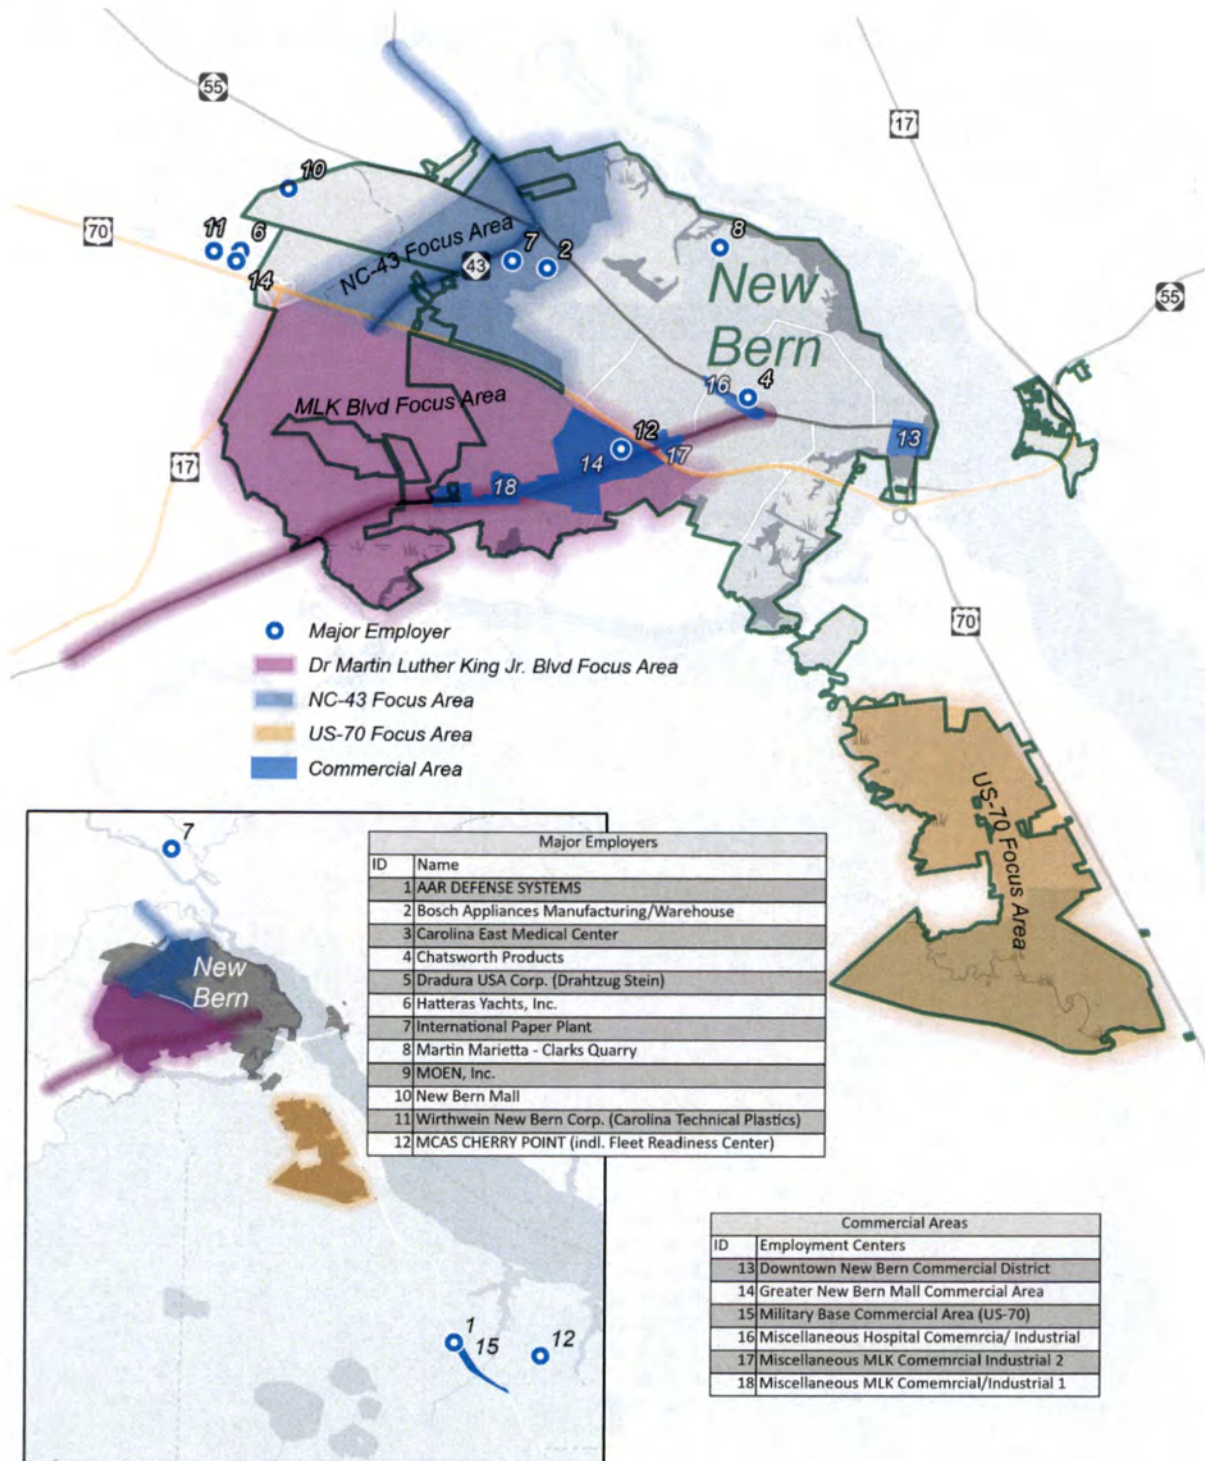 55
17
10
70
11
6
14
NC-43 Focus Area
43
7
2
8
New
Bern
55
MLK Blvd Focus Area
16
4
17
12
14
17
13
18
70
Major Employer
Dr Martin Luther King Jr. Blvd Focus Area
NC-43 Focus Area
US-70 Focus Area
Commercial Area
US-70 Focus Area
7
New
Bern
1
15
12
Major Employers
ID Name
1 AAR DEFENSE SYSTEMS
2 Bosch Appliances Manufacturing/Warehouse
3 Carolina East Medical Center
4 Chatsworth Products
5 Dradura USA Corp. (Drahtzug Stein)
6 Hatteras Yachts, Inc.
7 International Paper Plant
8 Martin Marietta - Clarks Quarry
9 MOEN, Inc.
10 New Bern Mall
11 Wirthwein New Bern Corp. (Carolina Technical Plastics)
12 MCAS CHERRY POINT (indl. Fleet Readiness Center)
Commercial Areas
ID Employment Centers
13 Downtown New Bern Commercial District
14 Greater New Bern Mall Commercial Area
15 Military Base Commercial Area (US-70)
16 Miscellaneous Hospital Comemrcia/ Industrial
17 Miscellaneous MLK Comemrcial Industrial 2
18 Miscellaneous MLK Comemrcial/Industrial 1